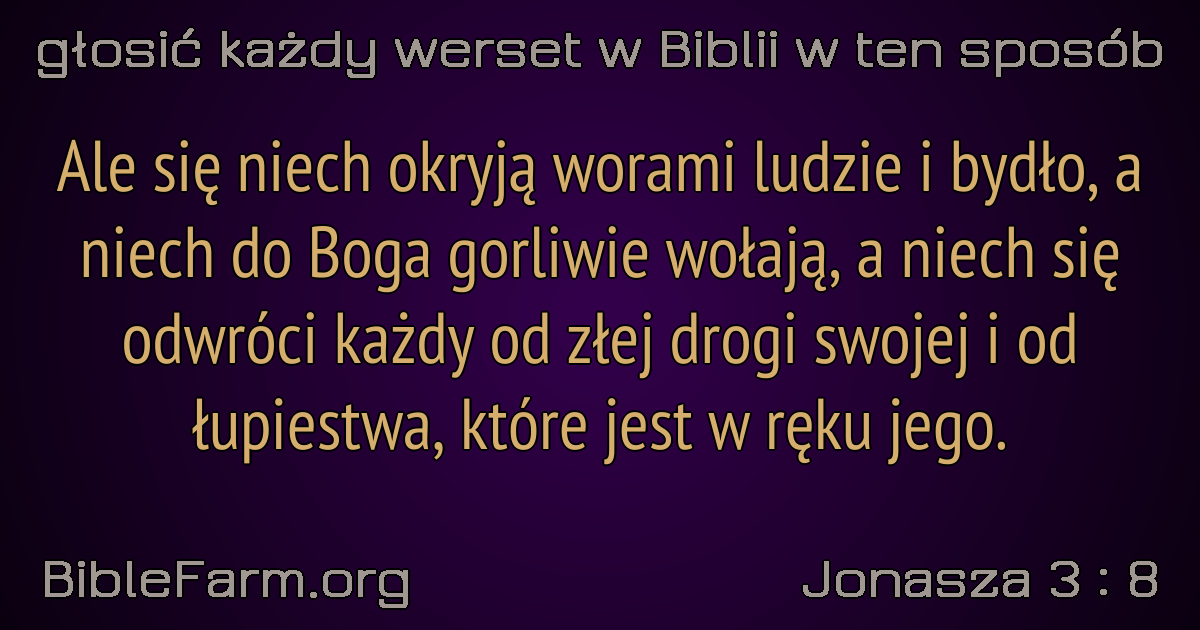 głosić każdy werset w Biblii w ten sposób
Ale się niech okryją worami ludzie i bydło, a
niech do Boga gorliwie wołają, a niech się
odwróci każdy od złej drogi swojej i od
łupiestwa, które jest w ręku jego.
BibleFarm.org
Jonasza 3 : 8